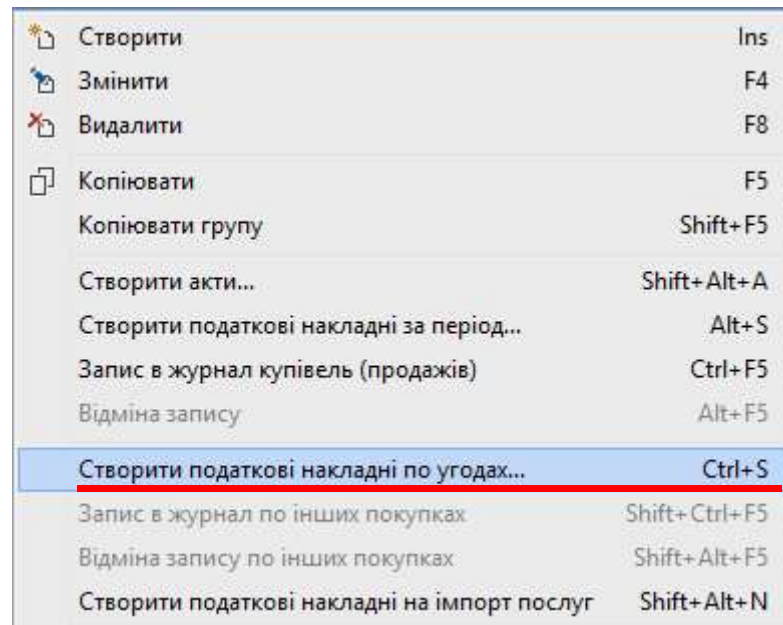 Створити Ins
Змінити F4
Видалити F8
Копіювати F5
Копіювати групу Shift+F5
Створити акти... Shift+Alt+A
Створити податкові накладні за період... Alt+S
Запис в журнал купівель (продажів) Ctrl+F5
Відміна запису Alt+F5
Створити податкові накладні по угодах... Ctrl+S
Запис в журнал по інших покупках Shift+Ctrl+F5
Відміна запису по інших покупках Shift+Alt+F5
Створити податкові накладні на імпорт послуг Shift+Alt+N